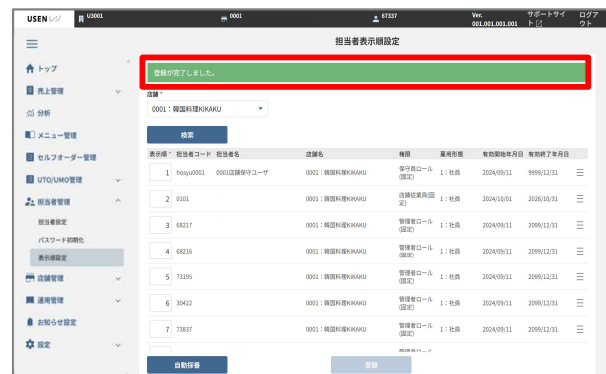 USEN レジ U3001 0001 67337 Ver. 001.001.001.001 サポートサイト ログアウト
担当者表示順設定
トップ
売上管理
分析
メニュー管理
セルフオーダー管理
UTO/UMO管理
担当者管理
担当者設定
パスワード初期化
表示順設定
店舗管理
運用管理
お知らせ設定
設定
登録が完了しました。
店舗*
0001：韓国料理KIKAKU
検索
表示順* 担当者コード 担当者名 店舗名 権限 雇用形態 有効開始年月日 有効終了年月日
1 hosyu0001 0001店舗保守ユーザ 0001：韓国料理KIKAKU 保守員ロール(固定) 1：社員 2024/09/11 9999/12/31
2 0101 0001：韓国料理KIKAKU 店舗従業員(固定) 1：社員 2024/10/01 2026/10/31
3 68217 0001：韓国料理KIKAKU 管理者ロール(固定) 1：社員 2024/09/11 2099/12/31
4 68216 0001：韓国料理KIKAKU 管理者ロール(固定) 1：社員 2024/09/11 2099/12/31
5 73195 0001：韓国料理KIKAKU 管理者ロール(固定) 1：社員 2024/09/11 2099/12/31
6 30422 0001：韓国料理KIKAKU 管理者ロール(固定) 1：社員 2024/09/11 2099/12/31
7 73837 0001：韓国料理KIKAKU 管理者ロール(固定) 1：社員 2024/09/11 2099/12/31
自動採番
登録